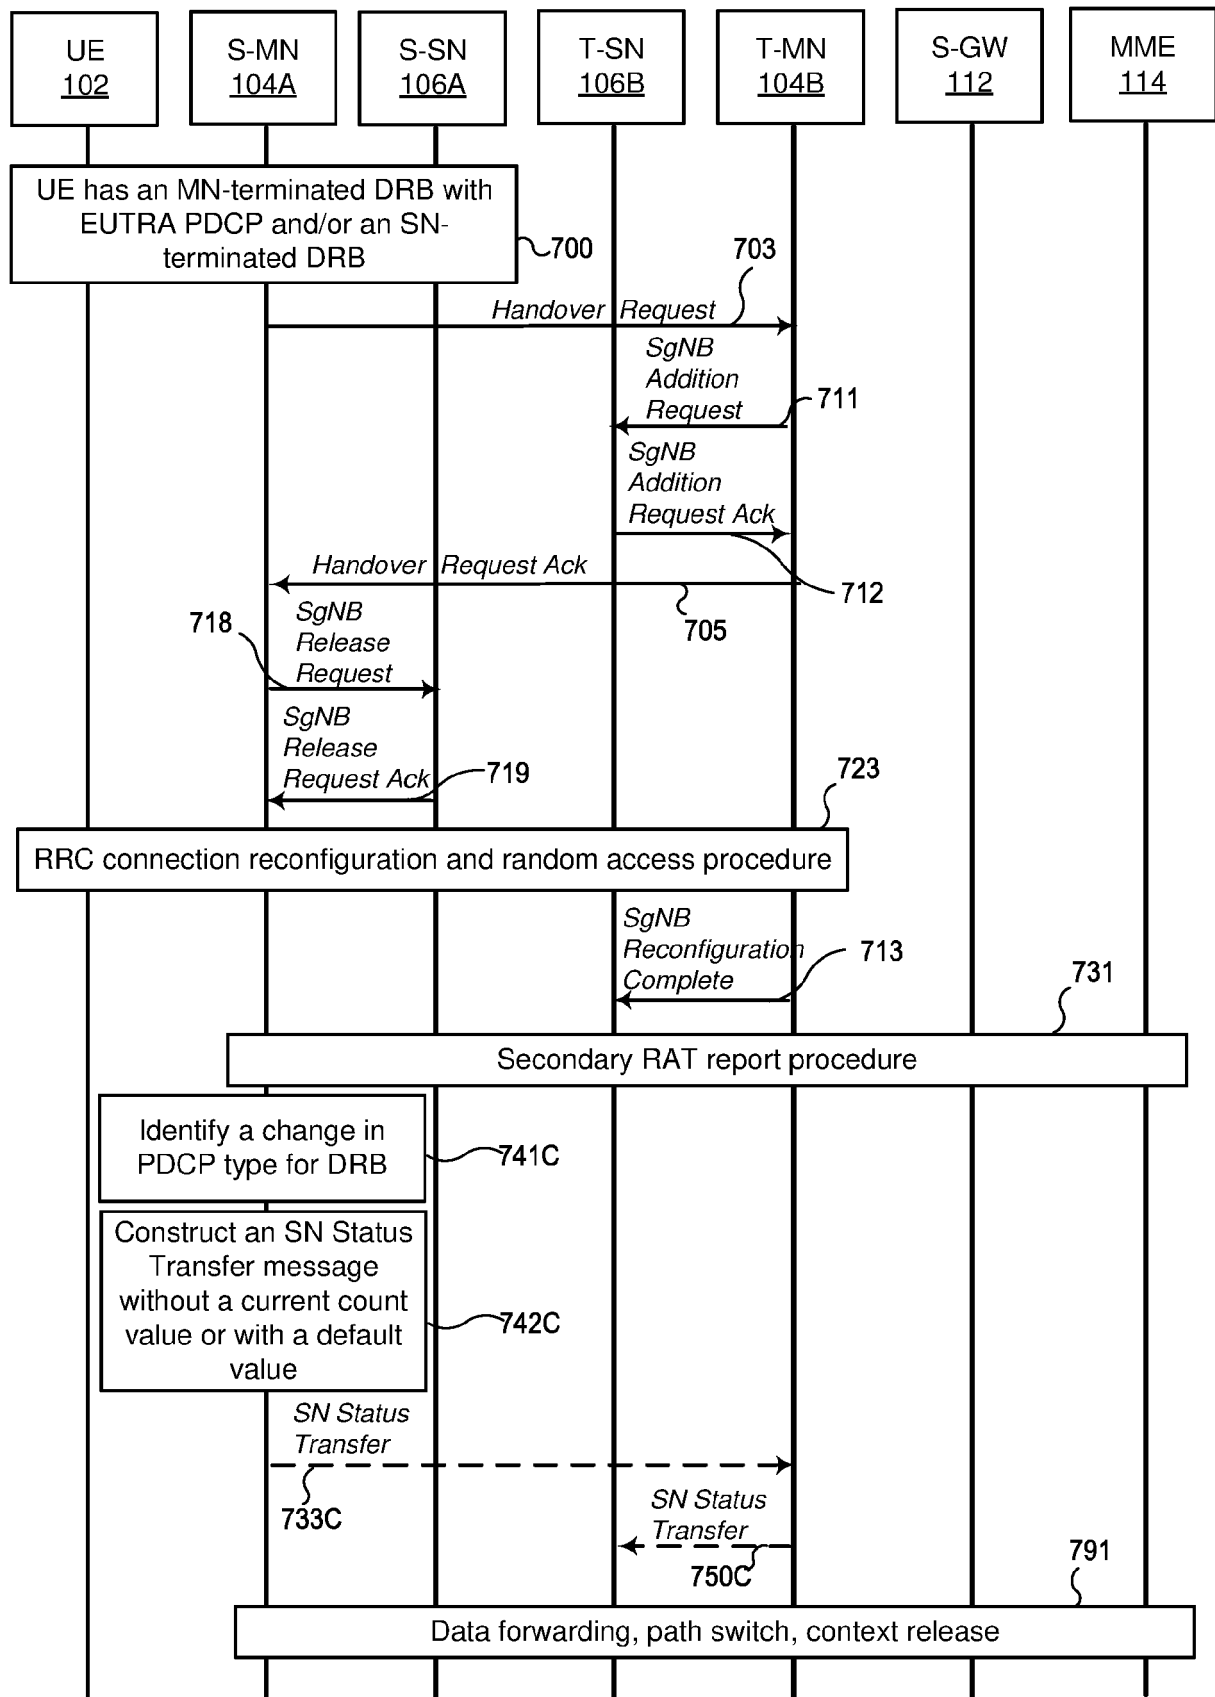 UE
102
S-MN
104A
S-SN
106A
T-SN
106B
T-MN
104B
S-GW
112
MME
114
UE has an MN-terminated DRB with
EUTRA PDCP and/or an SN-
terminated DRB
700
703
Handover Request
SgNB
Addition
Request
711
SgNB
Addition
Request Ack
712
Handover Request Ack
705
718
SgNB
Release
Request
SgNB
Release
Request Ack
719
723
RRC connection reconfiguration and random access procedure
SgNB
Reconfiguration
Complete
713
731
Secondary RAT report procedure
Identify a change in
PDCP type for DRB
741C
Construct an SN Status
Transfer message
without a current count
value or with a default
value
742C
SN Status
Transfer
733C
SN Status
Transfer
750C
791
Data forwarding, path switch, context release